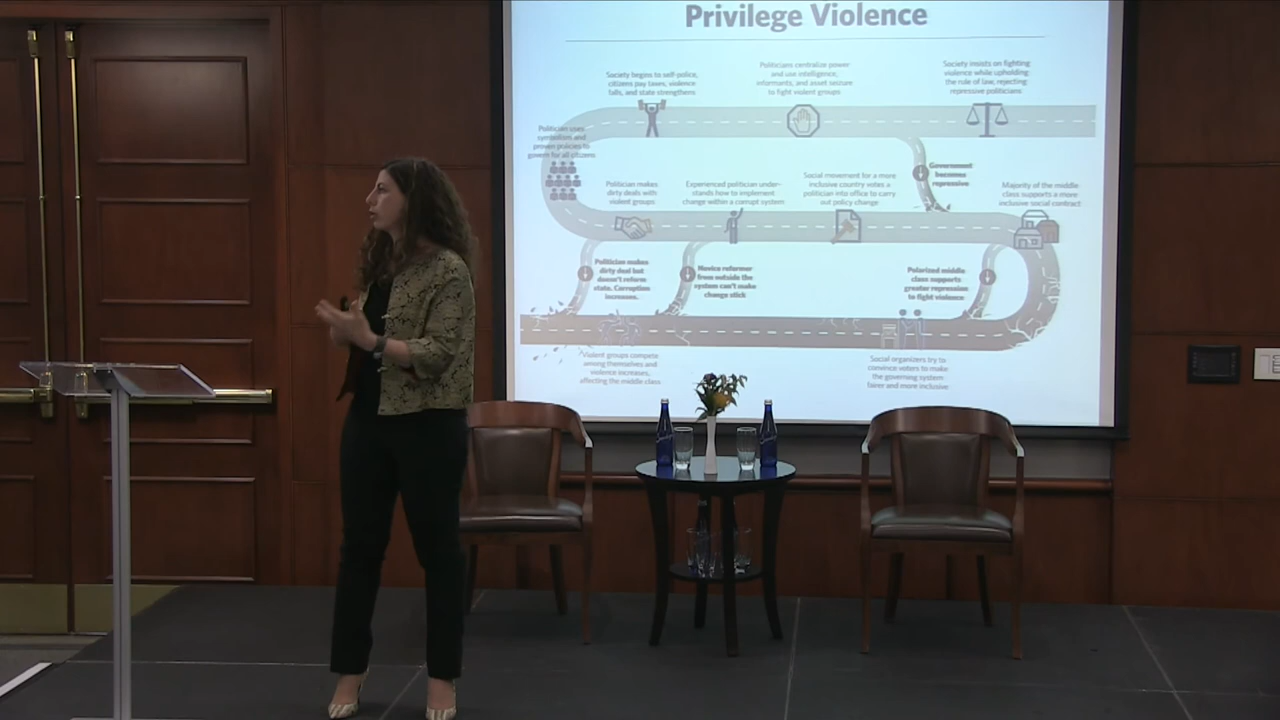 Privilege Violence
Society begins to self-police,
citizens pay taxes, violence
falls, and state strengthens
Politicians centralize power
and use intelligence,
informants, and asset seizure
to fight violent groups
Society insists on fighting
violence while upholding
the rule of law, rejecting
repressive politicians
Politician uses
symbolism and
proven policies to
govern for all citizens
Government
becomes
repressive
Politician makes
dirty deals with
violent groups
Experienced politician under-
stands how to implement
change within a corrupt system
Social movement for a more
inclusive country votes a
politician into office to carry
out policy change
Majority of the middle
class supports a more
inclusive social contract
Politician makes
dirty deal but
doesn't reform
state. Corruption
increases.
Novice reformer
from outside the
system can't make
change stick
Polarized middle
class supports
greater repression
to fight violence
Violent groups compete
among themselves and
violence increases,
affecting the middle class
Social organizers try to
convince voters to make
the governing system
fairer and more inclusive